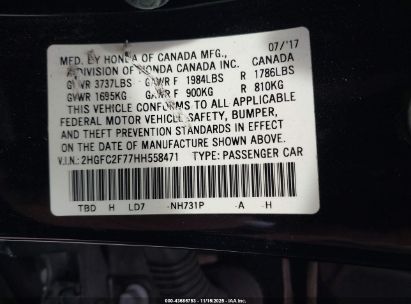 MFD. BY HONDA OF CANADA MFG., CANADA
A DIVISION OF HONDA CANADA INC. 07/'17
GVWR 3737LBS GAWR F 1984LBS R 1786LBS
GVWR 1695KG GAWR F 900KG R 810KG
THIS VEHICLE CONFORMS TO ALL APPLICABLE
FEDERAL MOTOR VEHICLE SAFETY, BUMPER,
AND THEFT PREVENTION STANDARDS IN EFFECT
ON THE DATE OF MANUFACTURE SHOWN ABOVE.
V.I.N.: 2HGFC2F77HH558471 TYPE: PASSENGER CAR
TBD H LD7 -NH731P -A -H